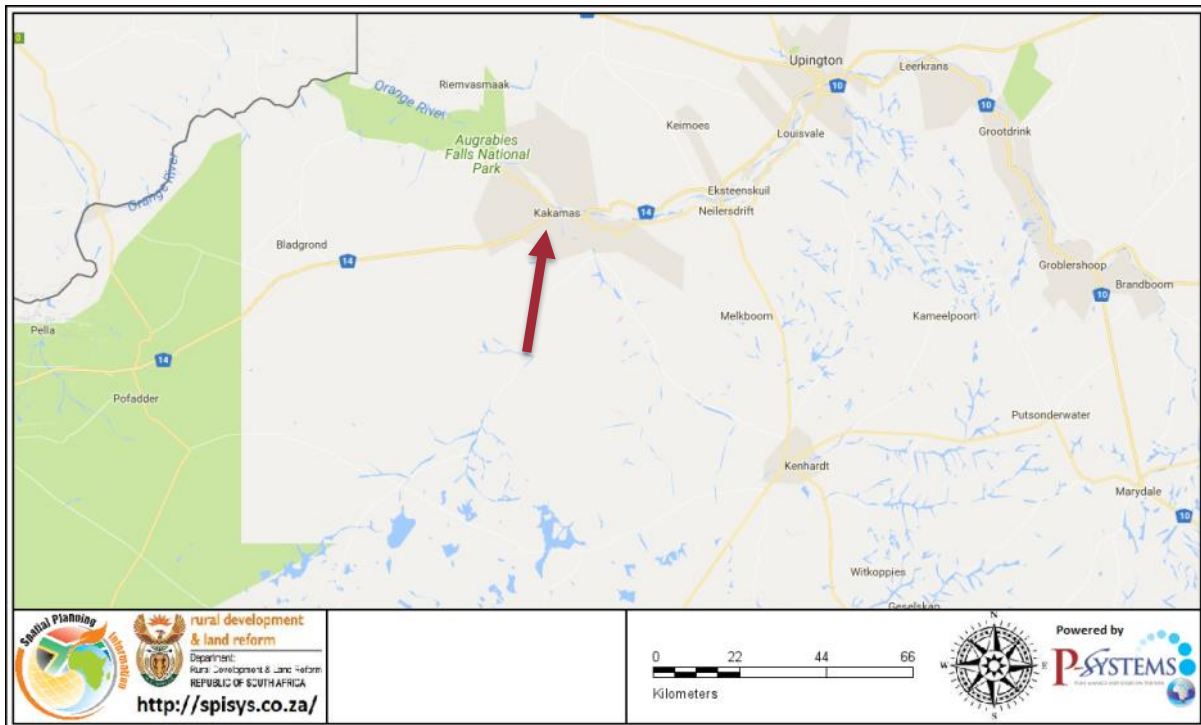 Riemvasmaak
Orange River
Augrabies
Falls National
Park
Upington
10
Leerkrans
10
Keimoes
Louisvale
Grootdrink
Orange River
Eksteenskuil
Kakamas
14
Neilersdrift
Bladgrond
14
Groblershoop
Brandboom
10
Melkboom
Kameelpoort
Pella
14
Pofadder
Putsonderwater
Kenhardt
Marydale
10
Witkoppies
Geselskan
Spatial Planning
Information
rural development
& land reform
Department:
Rural Development & Land Reform
REPUBLIC OF SOUTH AFRICA
http://spisys.co.za/
0 22 44 66
Kilometers
N
W
E
S
Powered by
P-SYSTEMS